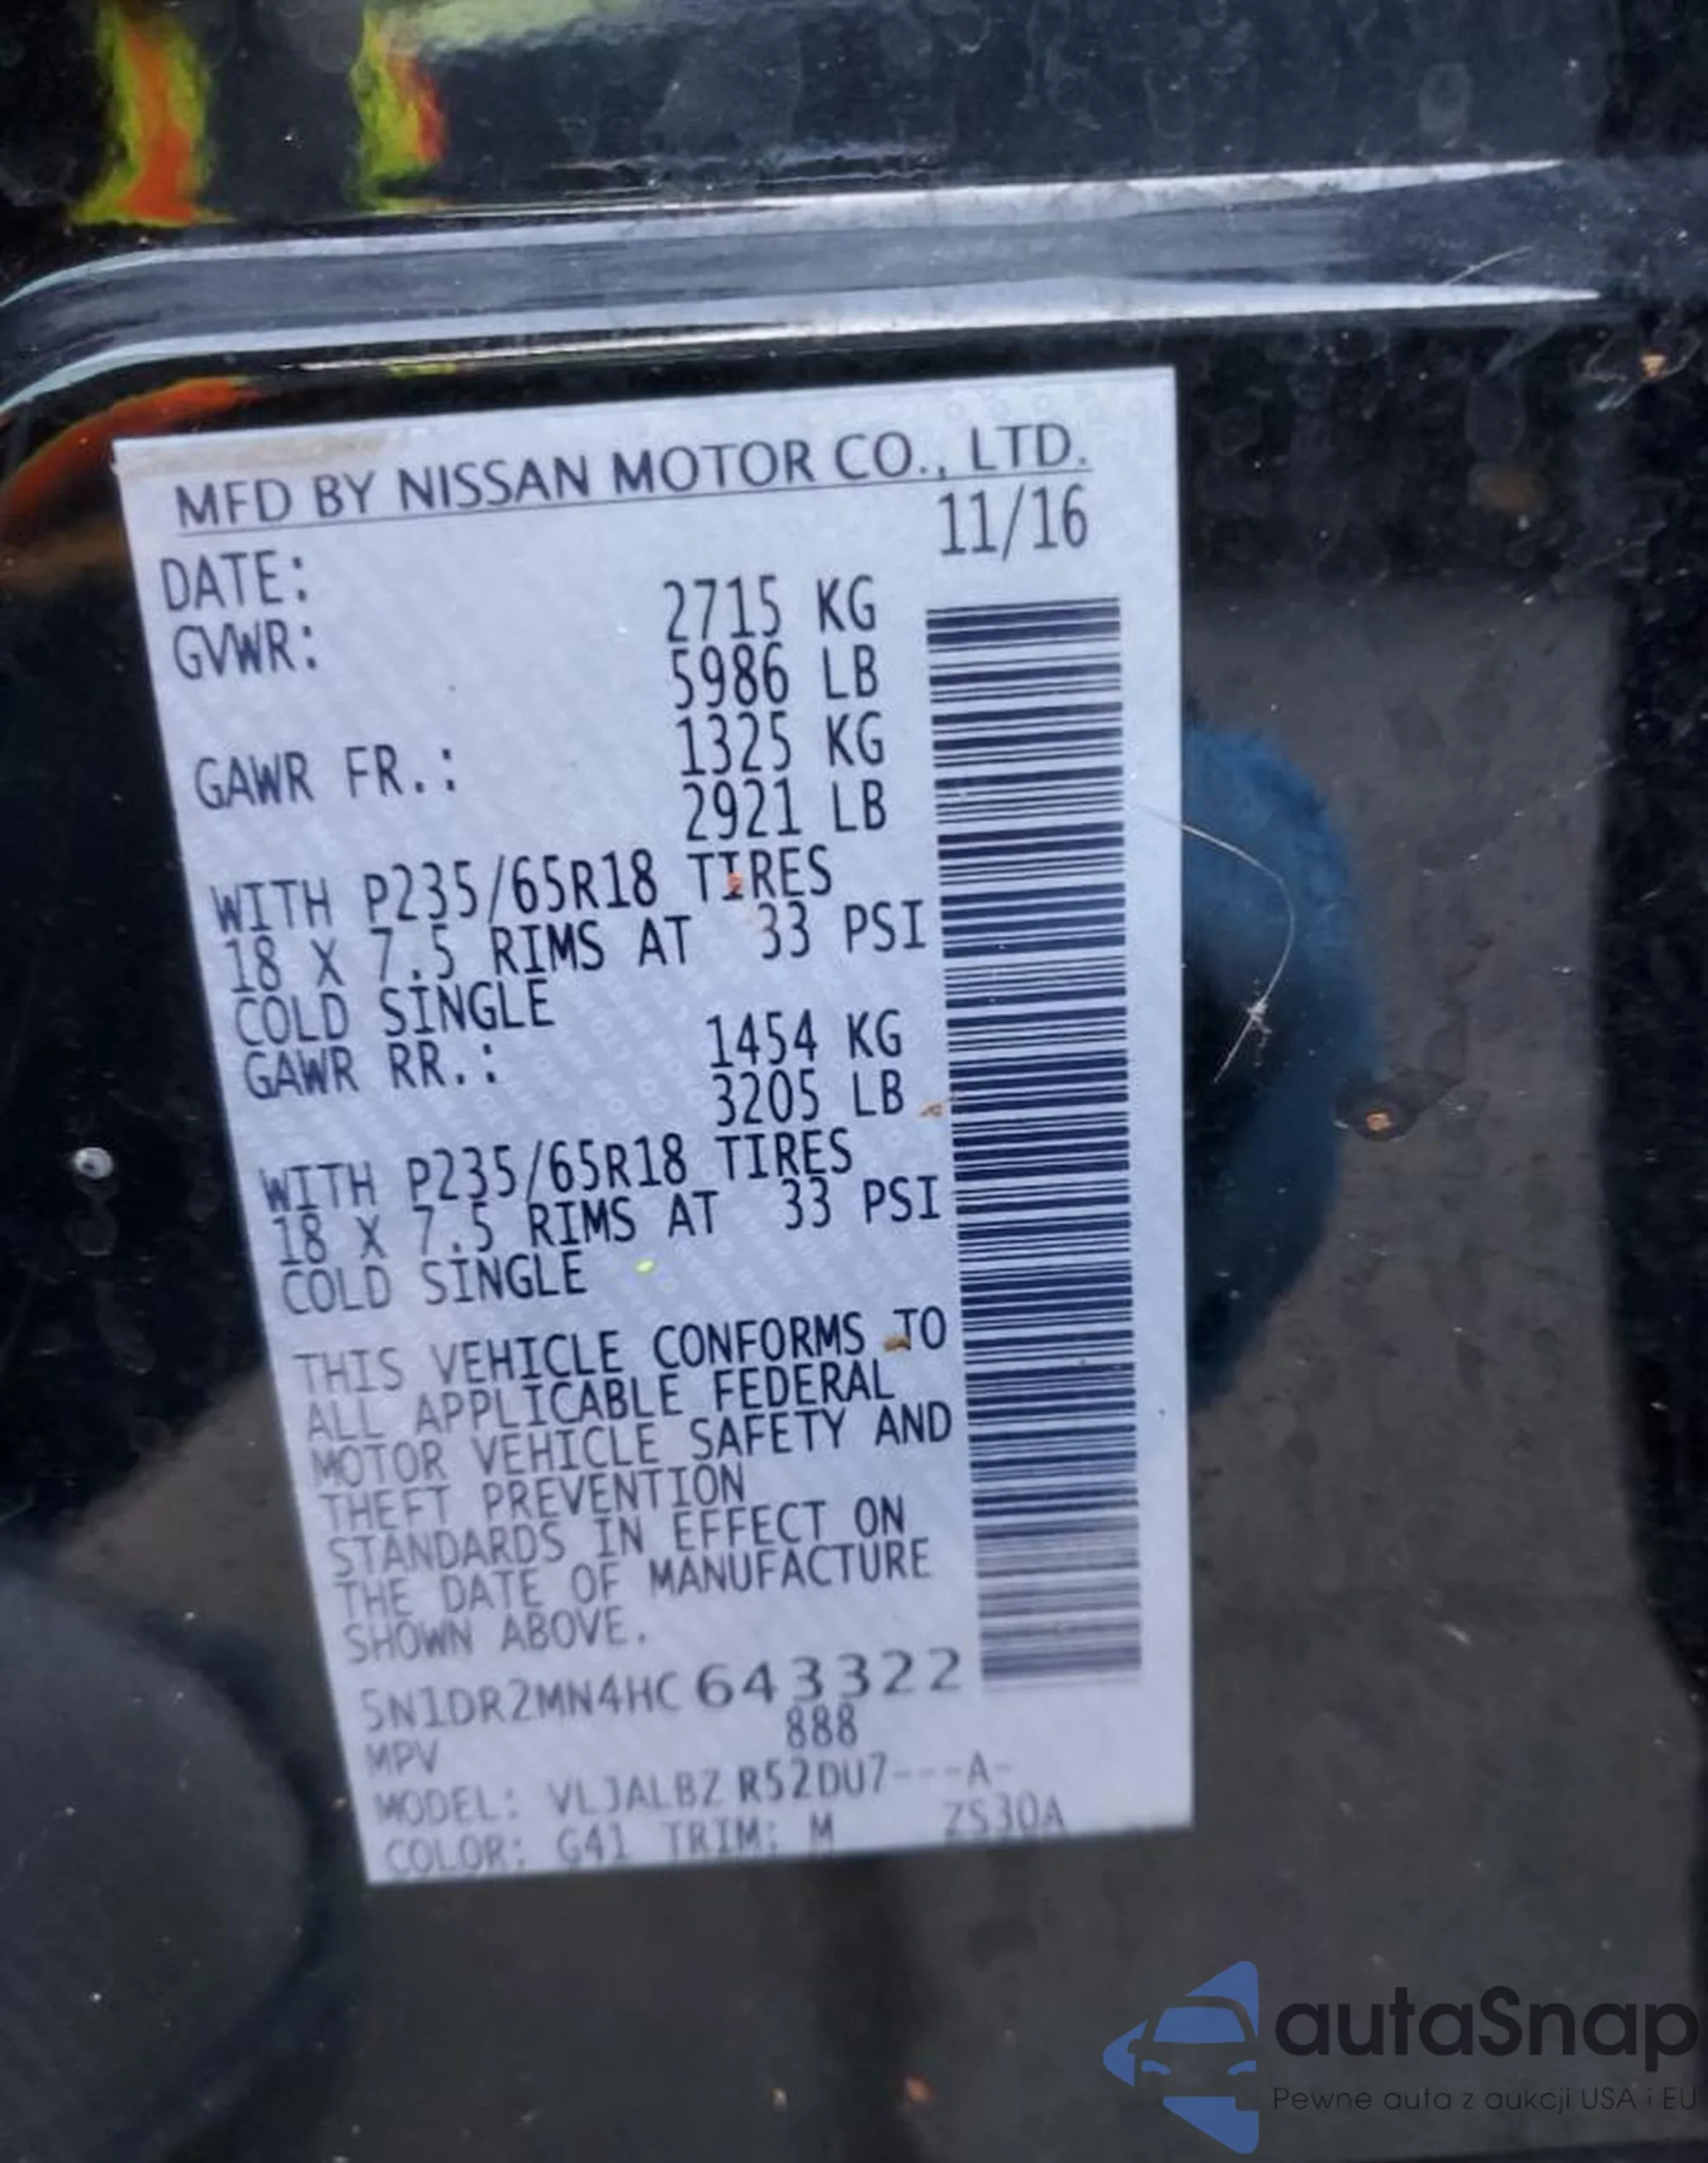 MFD BY NISSAN MOTOR CO., LTD.
DATE: 11/16
GVWR: 2715 KG
5986 LB
GAWR FR.: 1325 KG
2921 LB
WITH P235/65R18 TIRES
18 X 7.5 RIMS AT 33 PSI
COLD SINGLE
GAWR RR.: 1454 KG
3205 LB
WITH P235/65R18 TIRES
18 X 7.5 RIMS AT 33 PSI
COLD SINGLE
THIS VEHICLE CONFORMS TO
ALL APPLICABLE FEDERAL
MOTOR VEHICLE SAFETY AND
THEFT PREVENTION
STANDARDS IN EFFECT ON
THE DATE OF MANUFACTURE
SHOWN ABOVE.
5N1DR2MN4HC643322
MPV 888
MODEL: VLJALBZ R52DU7---A-
COLOR: G41 TRIM: M ZS30A
autaSnap
Pewne auta z aukcji USA i EU